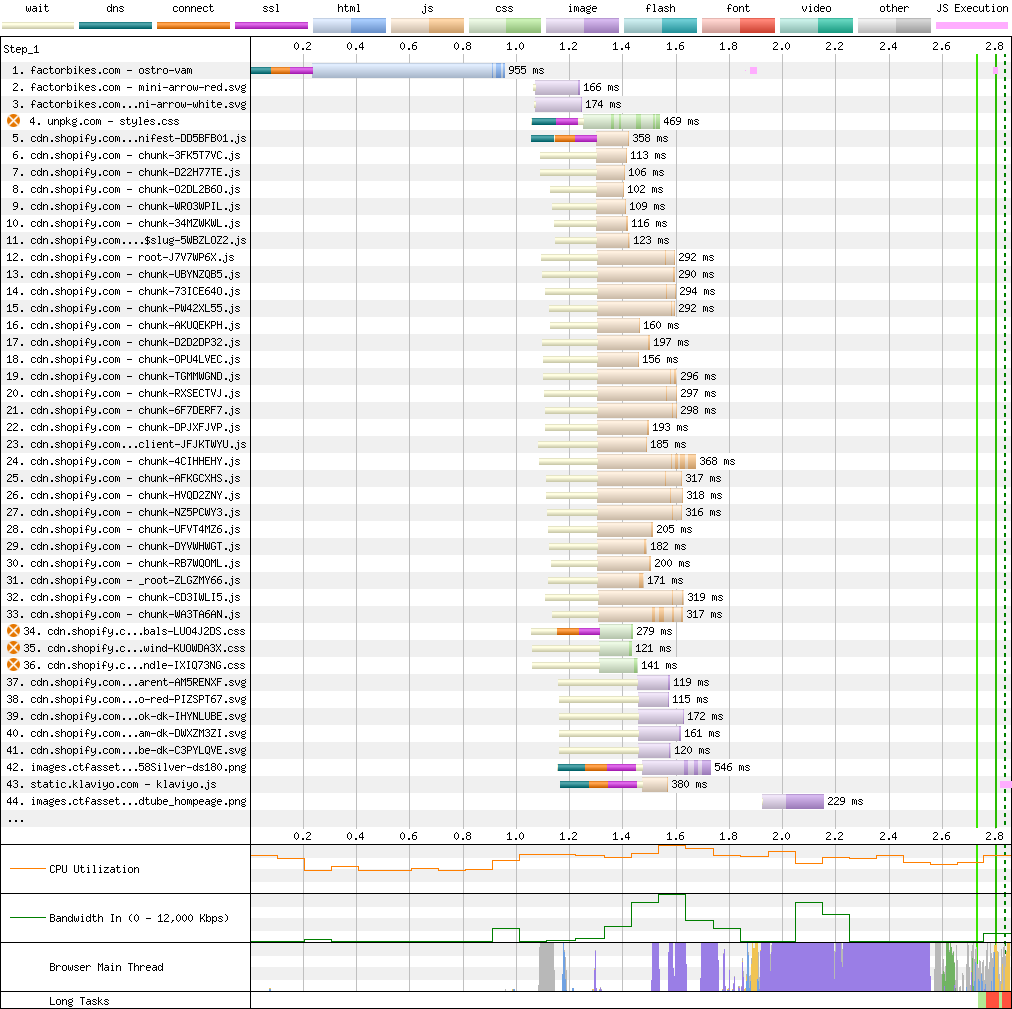 wait dns connect ssl html js css image flash font video other JS Execution
Step_1 0.2 0.4 0.6 0.8 1.0 1.2 1.4 1.6 1.8 2.0 2.2 2.4 2.6 2.8
1. factorbikes.com - ostro-vam 955 ms
2. factorbikes.com - mini-arrow-red.svg 166 ms
3. factorbikes.com...ni-arrow-white.svg 174 ms
4. unpkg.com - styles.css 469 ms
5. cdn.shopify.com...nifest-DD5BFB01.js 358 ms
6. cdn.shopify.com - chunk-3FK5T7VC.js 113 ms
7. cdn.shopify.com - chunk-D22H77TE.js 106 ms
8. cdn.shopify.com - chunk-O2DL2B6O.js 102 ms
9. cdn.shopify.com - chunk-WRO3WPIL.js 109 ms
10. cdn.shopify.com - chunk-34MZWKWL.js 116 ms
11. cdn.shopify.com....$slug-5WBZLOZ2.js 123 ms
12. cdn.shopify.com - root-J7V7WP6X.js 292 ms
13. cdn.shopify.com - chunk-UBYNZQB5.js 290 ms
14. cdn.shopify.com - chunk-73ICE64O.js 294 ms
15. cdn.shopify.com - chunk-PW42XL55.js 292 ms
16. cdn.shopify.com - chunk-AKUQEKPH.js 160 ms
17. cdn.shopify.com - chunk-D2D2DP32.js 197 ms
18. cdn.shopify.com - chunk-OPU4LVEC.js 156 ms
19. cdn.shopify.com - chunk-TGMMWGND.js 296 ms
20. cdn.shopify.com - chunk-RXSECTVJ.js 297 ms
21. cdn.shopify.com - chunk-6F7DERF7.js 298 ms
22. cdn.shopify.com - chunk-DPJXFJVP.js 193 ms
23. cdn.shopify.com...client-JFJKTWYU.js 185 ms
24. cdn.shopify.com - chunk-4CIHHEHY.js 368 ms
25. cdn.shopify.com - chunk-AFKGCXHS.js 317 ms
26. cdn.shopify.com - chunk-HVQD2ZNY.js 318 ms
27. cdn.shopify.com - chunk-NZ5PCWY3.js 316 ms
28. cdn.shopify.com - chunk-UFVT4MZ6.js 205 ms
29. cdn.shopify.com - chunk-DYVWHWGT.js 182 ms
30. cdn.shopify.com - chunk-RB7WQOML.js 200 ms
31. cdn.shopify.com - _root-ZLGZMY66.js 171 ms
32. cdn.shopify.com - chunk-CD3IWLI5.js 319 ms
33. cdn.shopify.com - chunk-WA3TA6AN.js 317 ms
34. cdn.shopify.c...bals-LUO4J2DS.css 279 ms
35. cdn.shopify.c...wind-KUOWDA3X.css 121 ms
36. cdn.shopify.c...ndle-IXIQ73NG.css 141 ms
37. cdn.shopify.com...arent-AM5RENXF.svg 119 ms
38. cdn.shopify.com...o-red-PIZSPT67.svg 115 ms
39. cdn.shopify.com...ok-dk-IHYNLUBE.svg 172 ms
40. cdn.shopify.com...am-dk-DWXZM3ZI.svg 161 ms
41. cdn.shopify.com...be-dk-C3PYLQVE.svg 120 ms
42. images.ctfasset...58Silver-ds180.png 546 ms
43. static.klaviyo.com - klaviyo.js 380 ms
44. images.ctfasset...dtube_hompeage.png 229 ms
...
0.2 0.4 0.6 0.8 1.0 1.2 1.4 1.6 1.8 2.0 2.2 2.4 2.6 2.8
CPU Utilization
Bandwidth In (0 - 12,000 Kbps)
Browser Main Thread
Long Tasks